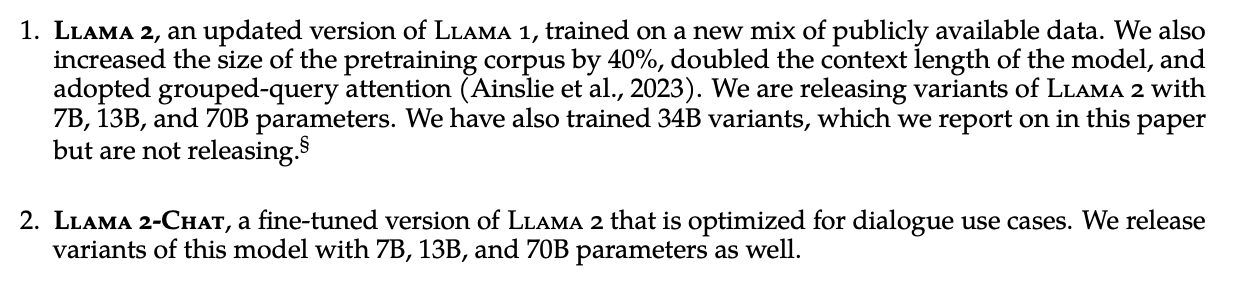 1. LLAMA 2, an updated version of LLAMA 1, trained on a new mix of publicly available data. We also
increased the size of the pretraining corpus by 40%, doubled the context length of the model, and
adopted grouped-query attention (Ainslie et al., 2023). We are releasing variants of LLAMA 2 with
7B, 13B, and 70B parameters. We have also trained 34B variants, which we report on in this paper
but are not releasing.§
2. LLAMA 2-CHAT, a fine-tuned version of LLAMA 2 that is optimized for dialogue use cases. We release
variants of this model with 7B, 13B, and 70B parameters as well.